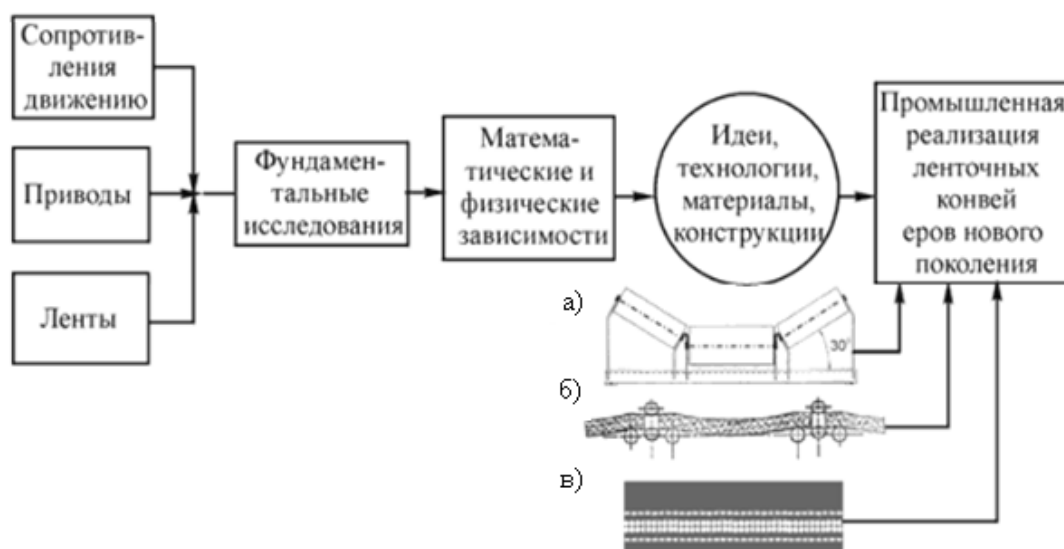 Сопротив-
ления
движению
Приводы
Ленты
Фундамен-
тальные
исследования
Матема-
тические и
физические
зависимости
Идеи,
технологии,
материалы,
конструкции
Промышленная
реализация
ленточных
конвей
еров нового
поколения
а)
30°
б)
в)